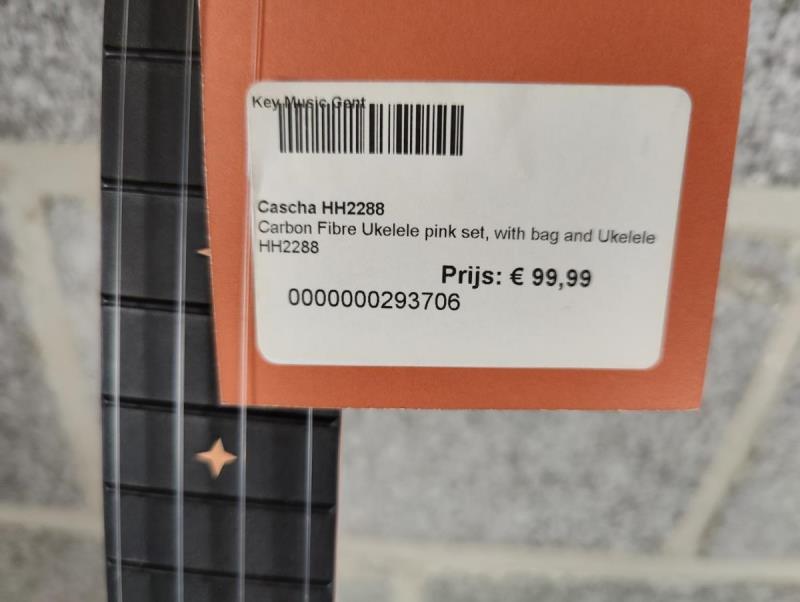 Key Music Gent
Cascha HH2288
Carbon Fibre Ukelele pink set, with bag and Ukelele
HH2288
Prijs: € 99,99
0000000293706